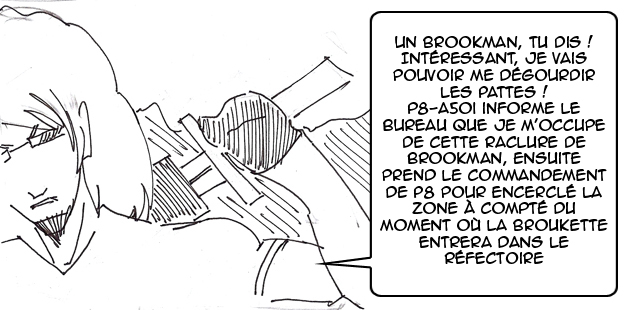 UN BROOKMAN, TU DIS !
INTÉRESSANT, JE VAIS
POUVOIR ME DÉGOURDIR
LES PATTES !
P8-A501 INFORME LE
BUREAU QUE JE M'OCCUPE
DE CETTE RACLURE DE
BROOKMAN, ENSUITE
PREND LE COMMANDEMENT
DE P8 POUR ENCERCLÉ LA
ZONE À COMPTÉ DU
MOMENT OÙ LA BROUKETTE
ENTRERA DANS LE
RÉFECTOIRE